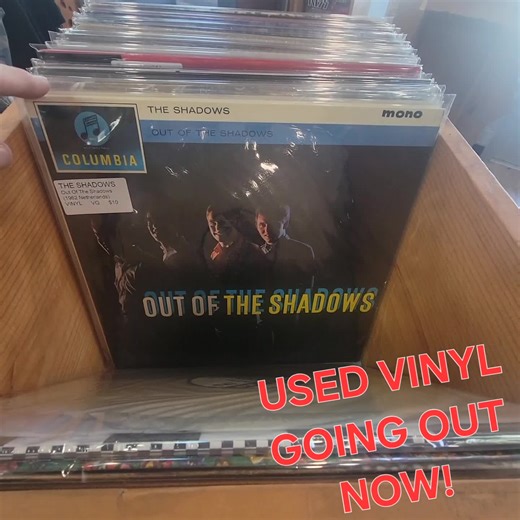 THE SHADOWS
mono
OUT OF THE SHADOWS
COLUMBIA
THE SHADOWS
Out Of The Shadows
(1962 Netherlands)
VINYL VG $10
OUT OF THE SHADOWS
USED VINYL
GOING OUT
NOW!